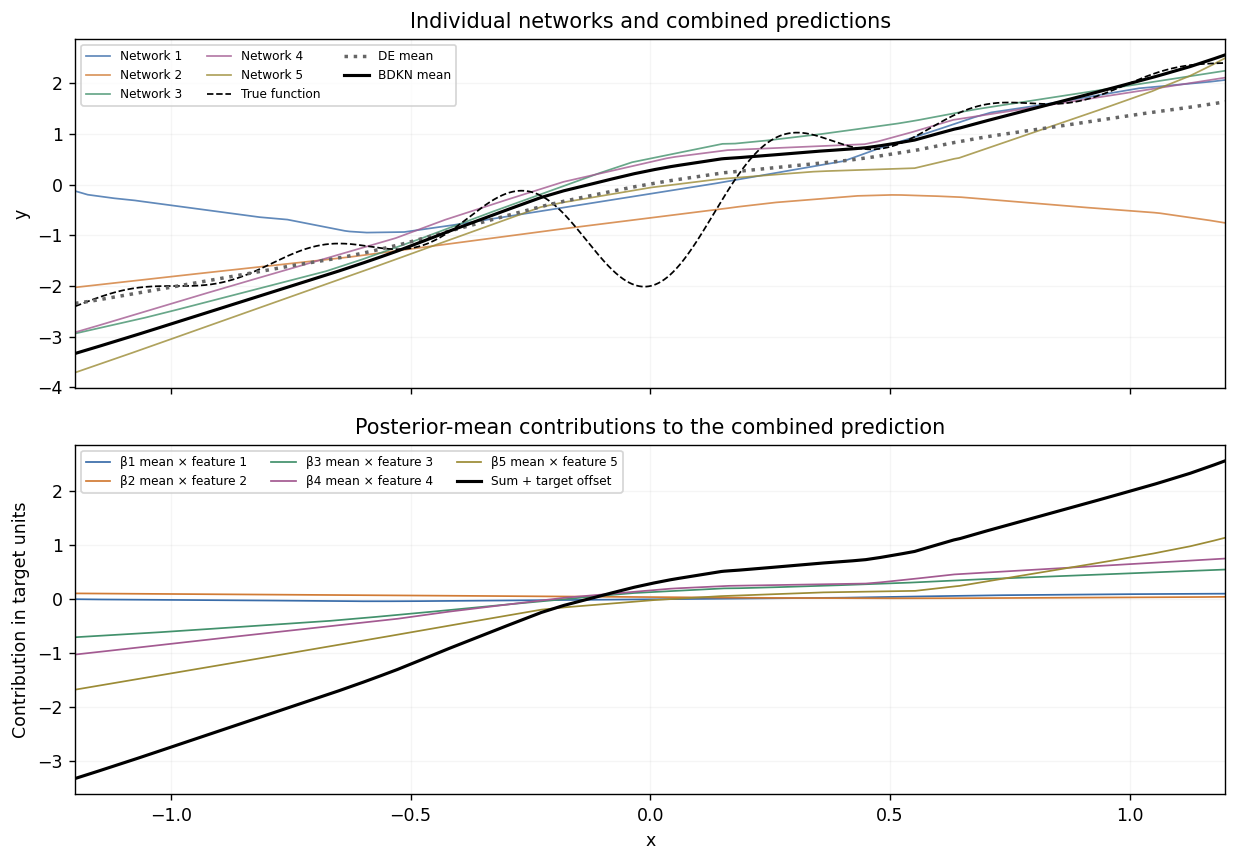 Individual networks and combined predictions
Network 1
Network 2
Network 3
Network 4
Network 5
True function
DE mean
BDKN mean
y
2
1
0
−1
−2
−3
−4
Posterior-mean contributions to the combined prediction
β1 mean × feature 1
β2 mean × feature 2
β3 mean × feature 3
β4 mean × feature 4
β5 mean × feature 5
Sum + target offset
Contribution in target units
2
1
0
−1
−2
−3
−1.0
−0.5
0.0
0.5
1.0
x